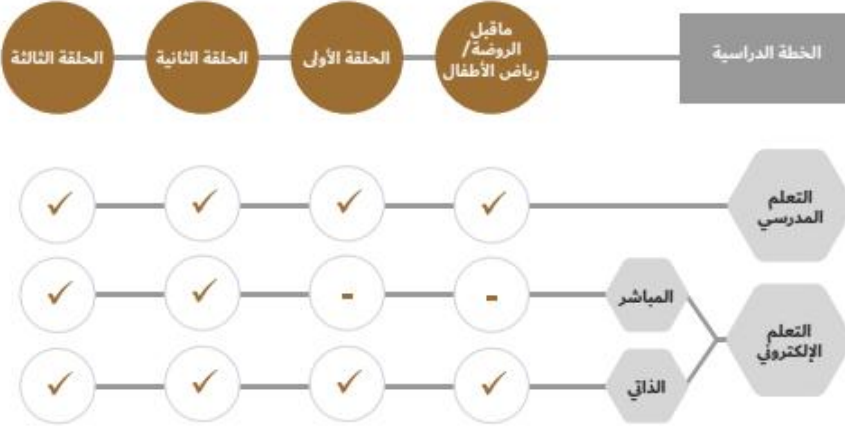 الخطة الدراسية
ماقبل
الروضة/
رياض الأطفال
الحلقة الأولى
الحلقة الثانية
الحلقة الثالثة
التعلم
المدرسي
✓
✓
✓
✓
التعلم
الإلكتروني
المباشر
-
-
✓
✓
الذاتي
✓
✓
✓
✓